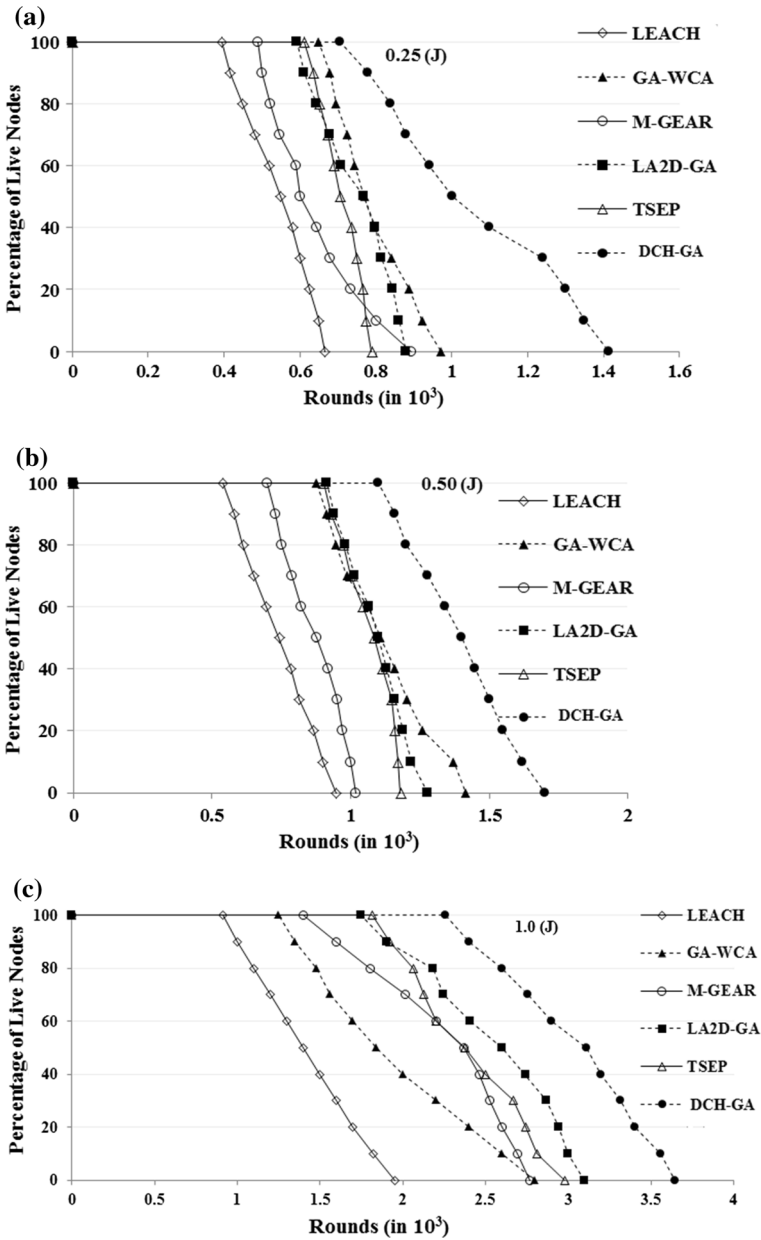 (a)
0.25 (J)
Percentage of Live Nodes
100
80
60
40
20
0
0
0.2
0.4
0.6
0.8
1
1.2
1.4
1.6
Rounds (in 10³)
LEACH
GA-WCA
M-GEAR
LA2D-GA
TSEP
DCH-GA
(b)
0.50 (J)
Percentage of Live Nodes
100
80
60
40
20
0
0
0.5
1
1.5
2
Rounds (in 10³)
LEACH
GA-WCA
M-GEAR
LA2D-GA
TSEP
DCH-GA
(c)
1.0 (J)
Percentage of Live Nodes
100
80
60
40
20
0
0
0.5
1
1.5
2
2.5
3
3.5
4
Rounds (in 10³)
LEACH
GA-WCA
M-GEAR
LA2D-GA
TSEP
DCH-GA